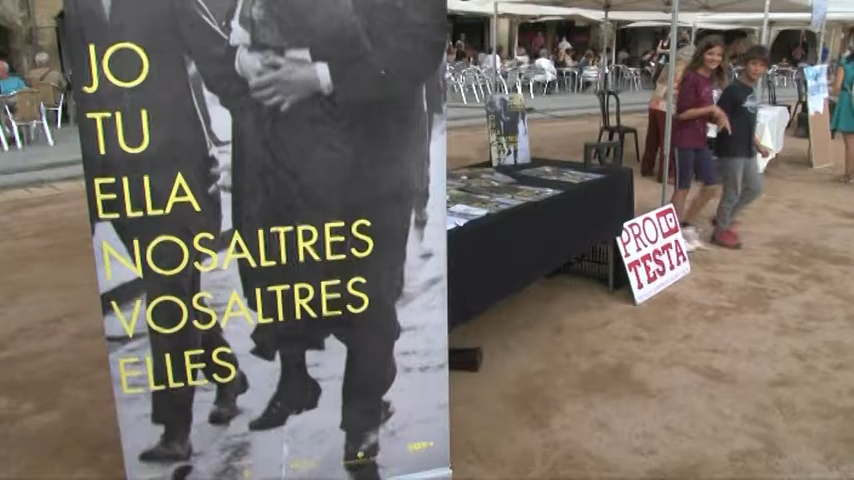 JO
TU
ELLA
NOSALTRES
VOSALTRES
ELLES
PRO
TESTA